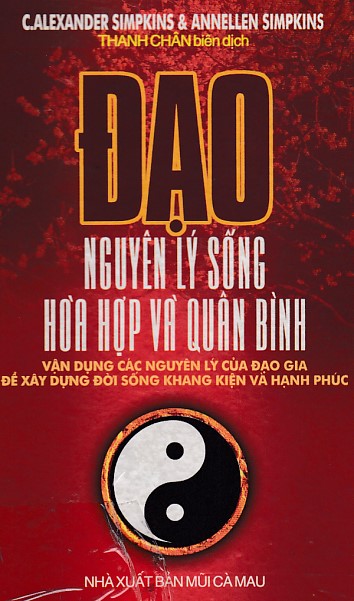 C.ALEXANDER SIMPKINS & ANNELLEN SIMPKINS
THANH CHÂN biên dịch
ĐẠO
NGUYÊN LÝ SỐNG
HÒA HỢP VÀ QUÂN BÌNH
VẬN DỤNG CÁC NGUYÊN LÝ CỦA ĐẠO GIA
ĐỂ XÂY DỰNG ĐỜI SỐNG KHANG KIỆN VÀ HẠNH PHÚC
NHÀ XUẤT BẢN MŨI CÀ MAU